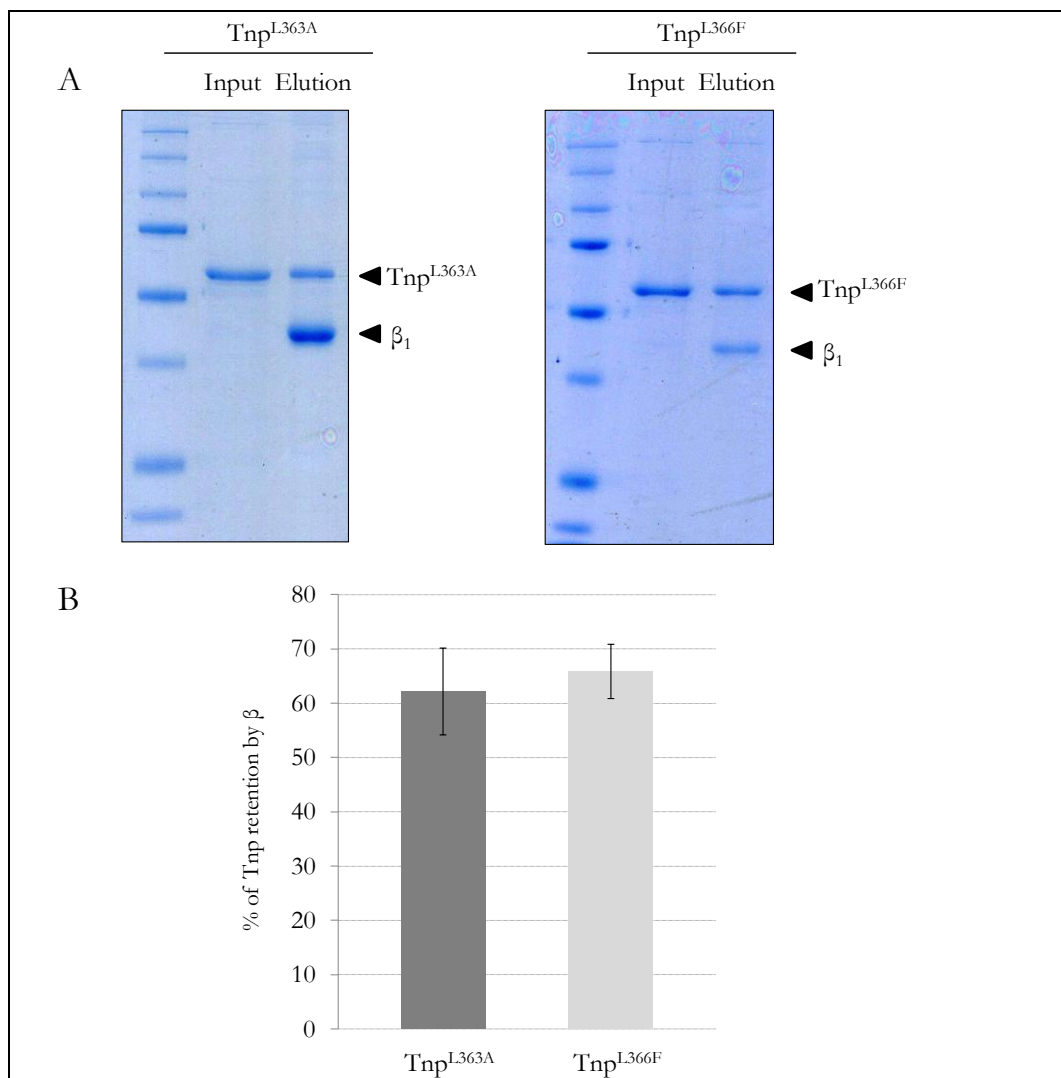 Tnp^L363A Tnp^L366F
A Input Elution Input Elution
Tnp^L363A
Tnp^L366F
β₁
β₁
B
80
70
60
50
40
30
20
10
0
% of Tnp retention by β
Tnp^L363A Tnp^L366F